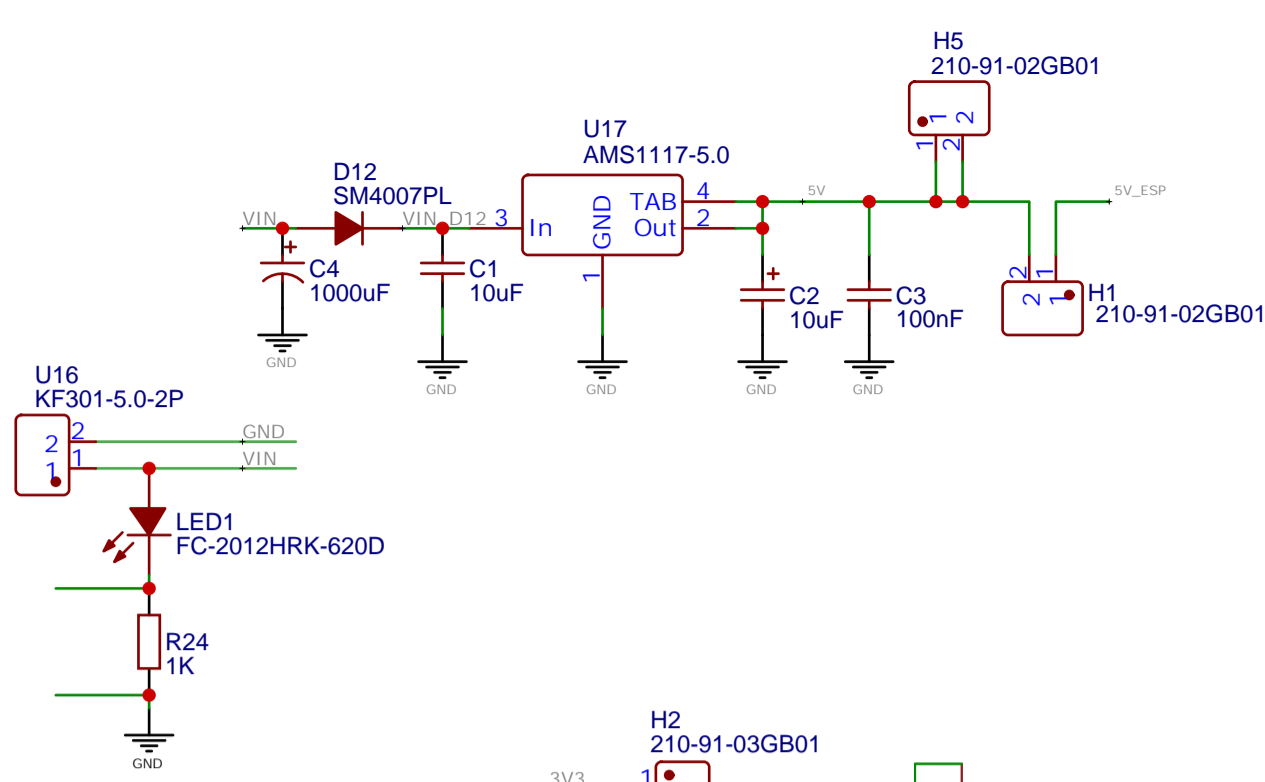 H5
210-91-02GB01
1 2
1 2
U17
AMS1117-5.0
D12
SM4007PL
VIN
VIN_D12
3
In
GND
TAB
Out
4
2
1
5V
5V_ESP
+
C4
1000uF
GND
C1
10uF
GND
GND
+
C2
10uF
GND
C3
100nF
GND
2 1
2 1
H1
210-91-02GB01
U16
KF301-5.0-2P
2 2
GND
1 1
VIN
LED1
FC-2012HRK-620D
R24
1K
GND
H2
210-91-03GB01
3V3
1